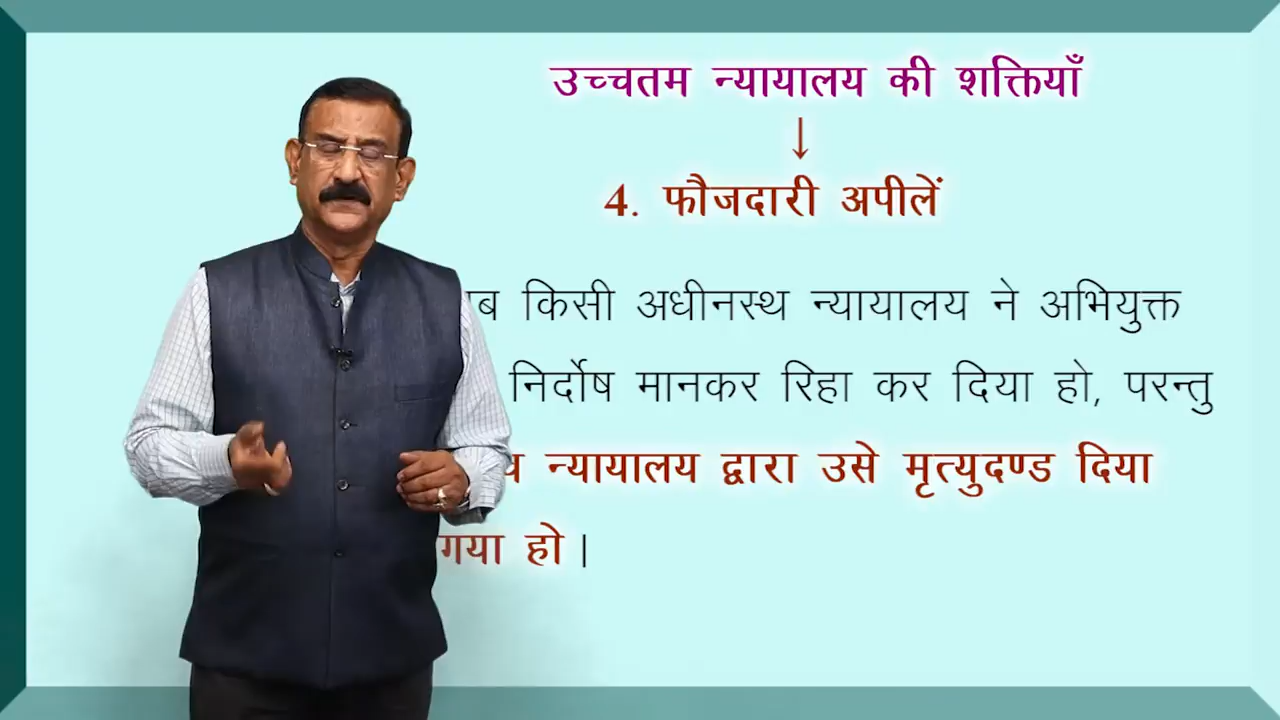 उच्चतम न्यायालय की शक्तियाँ
↓
4. फौजदारी अपीलें
किसी अधीनस्थ न्यायालय ने अभियुक्त
निर्दोष मानकर रिहा कर दिया हो, परन्तु
न्यायालय द्वारा उसे मृत्युदण्ड दिया
गया हो |